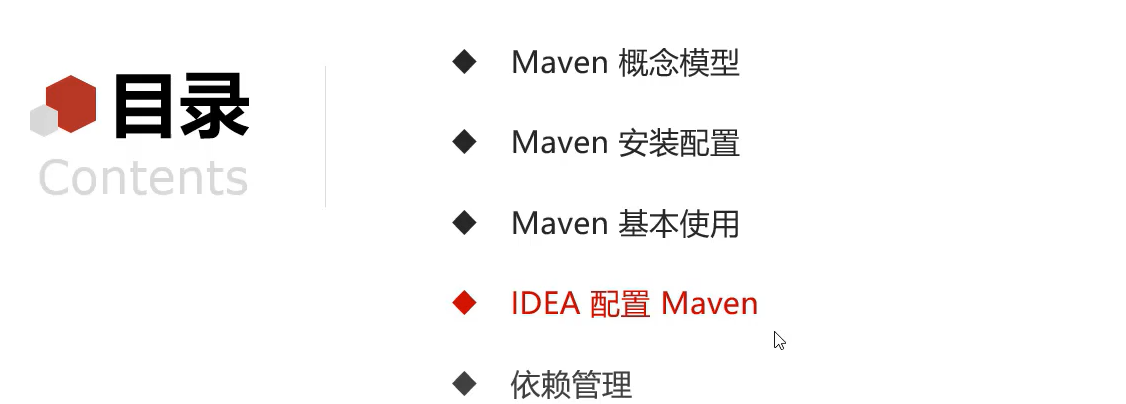 目录
Contents
Maven 概念模型
Maven 安装配置
Maven 基本使用
IDEA 配置 Maven
依赖管理